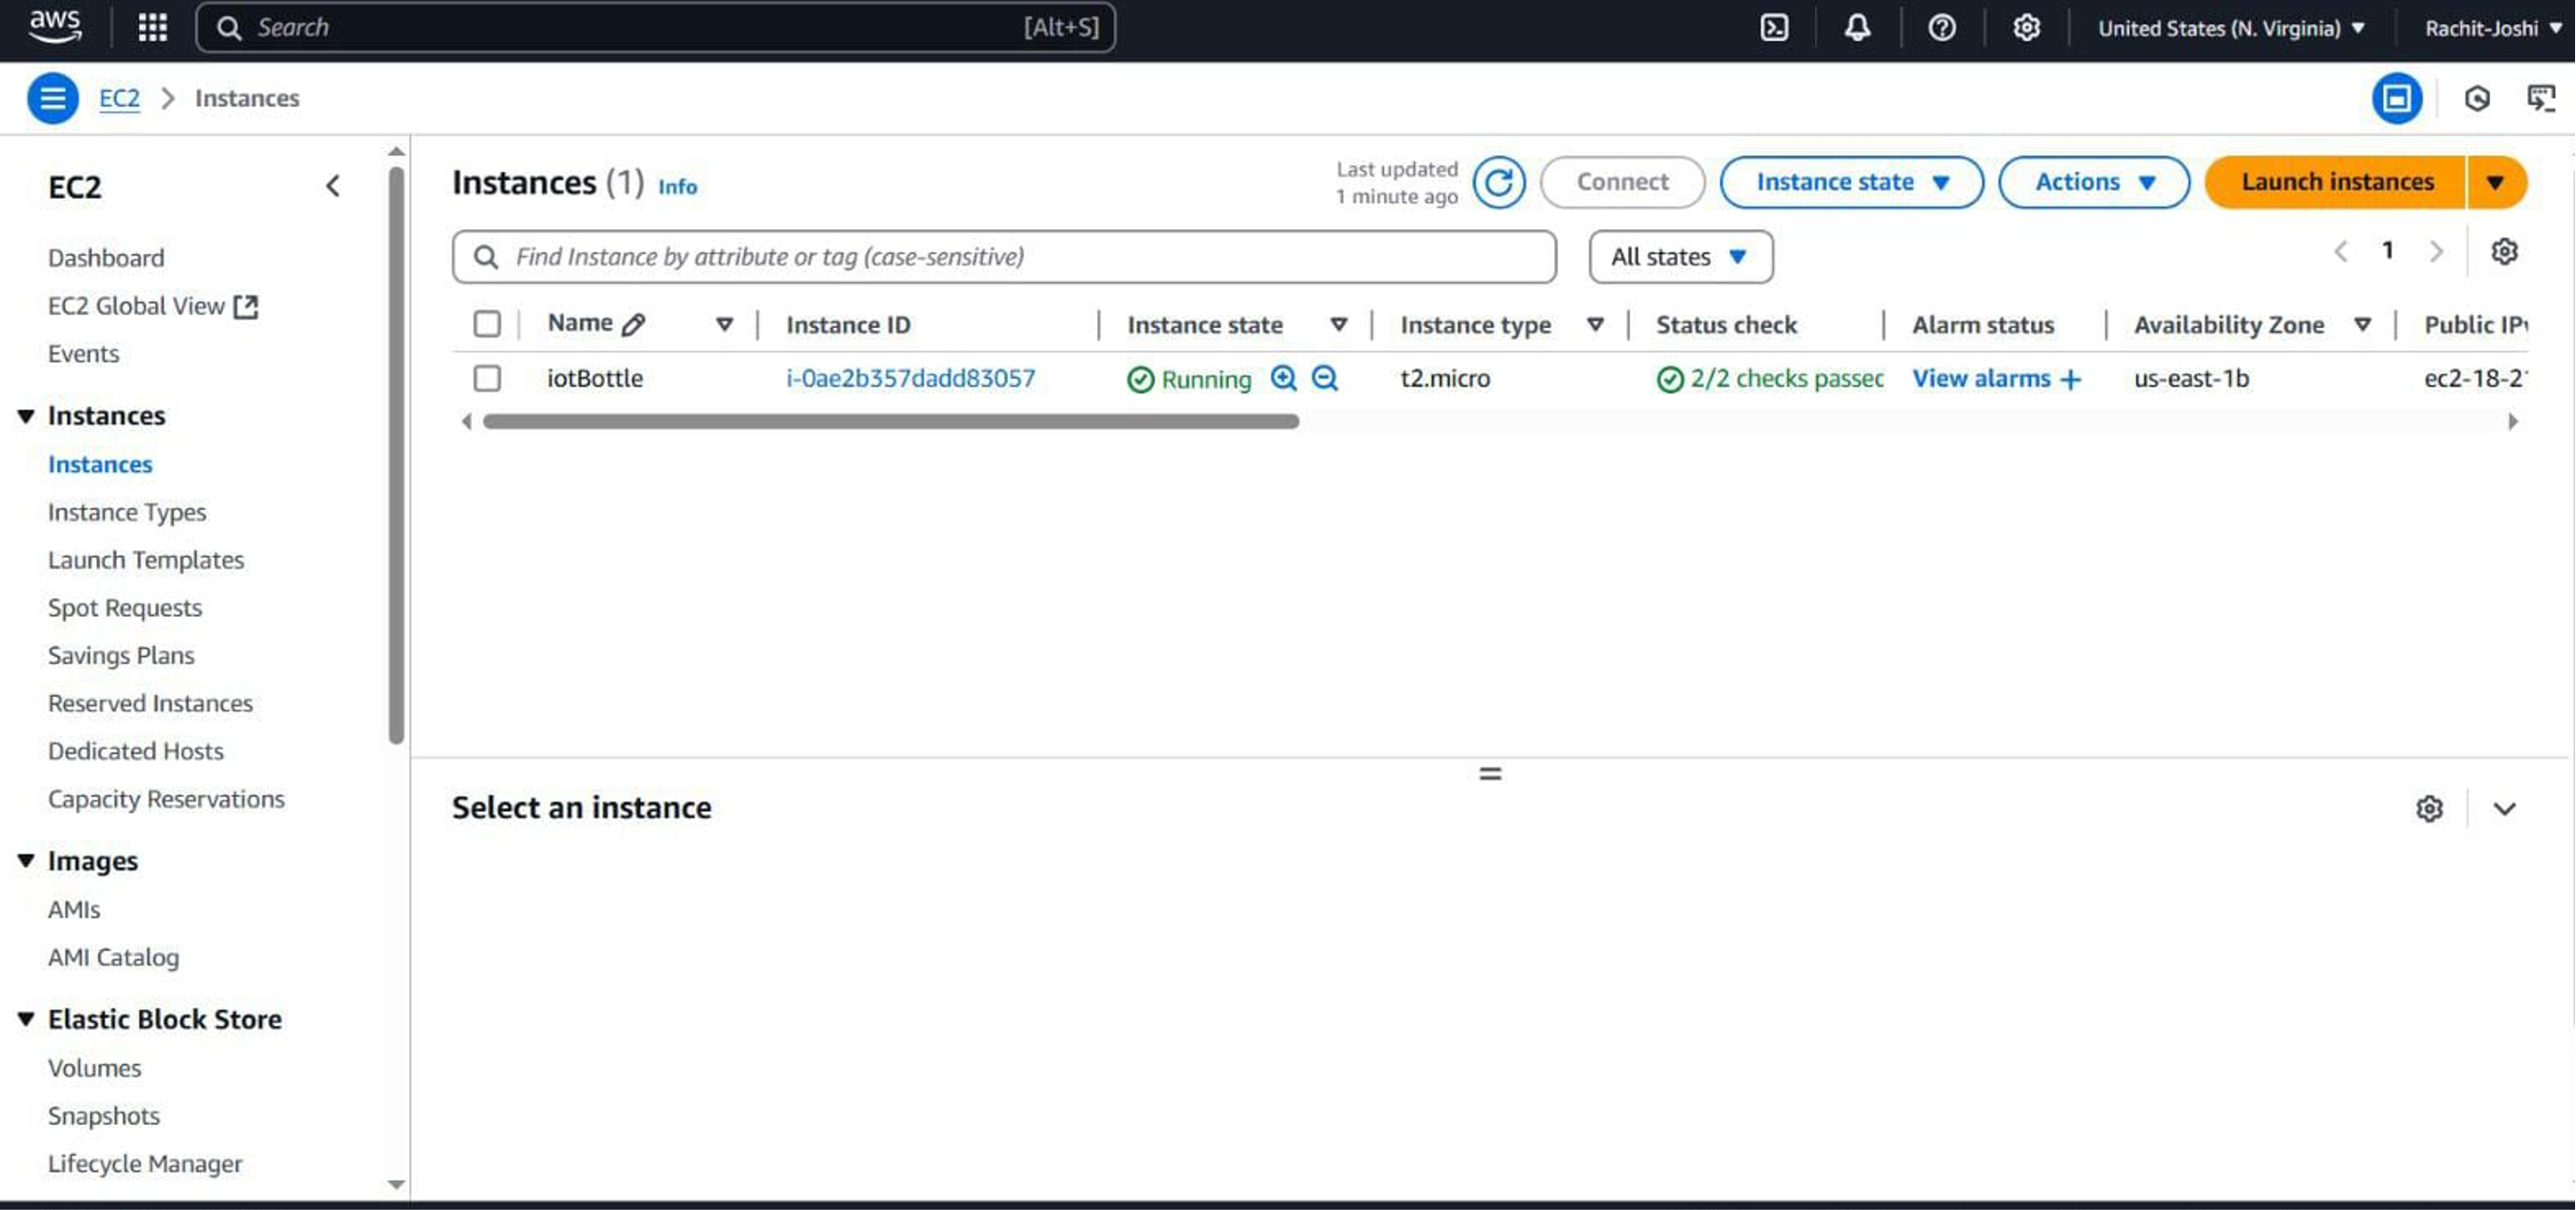 aws
Search [Alt+S]
United States (N. Virginia)
Rachit-Joshi
EC2 > Instances
EC2
Dashboard
EC2 Global View
Events
Instances
Instances
Instance Types
Launch Templates
Spot Requests
Savings Plans
Reserved Instances
Dedicated Hosts
Capacity Reservations
Images
AMIs
AMI Catalog
Elastic Block Store
Volumes
Snapshots
Lifecycle Manager
Instances (1) Info
Last updated
1 minute ago
Connect
Instance state
Actions
Launch instances
Find Instance by attribute or tag (case-sensitive)
All states
1
Name Instance ID Instance state Instance type Status check Alarm status Availability Zone Public
iotBottle i-0ae2b357dadd83057 Running t2.micro 2/2 checks View alarms + us-east-1b
Select an instance